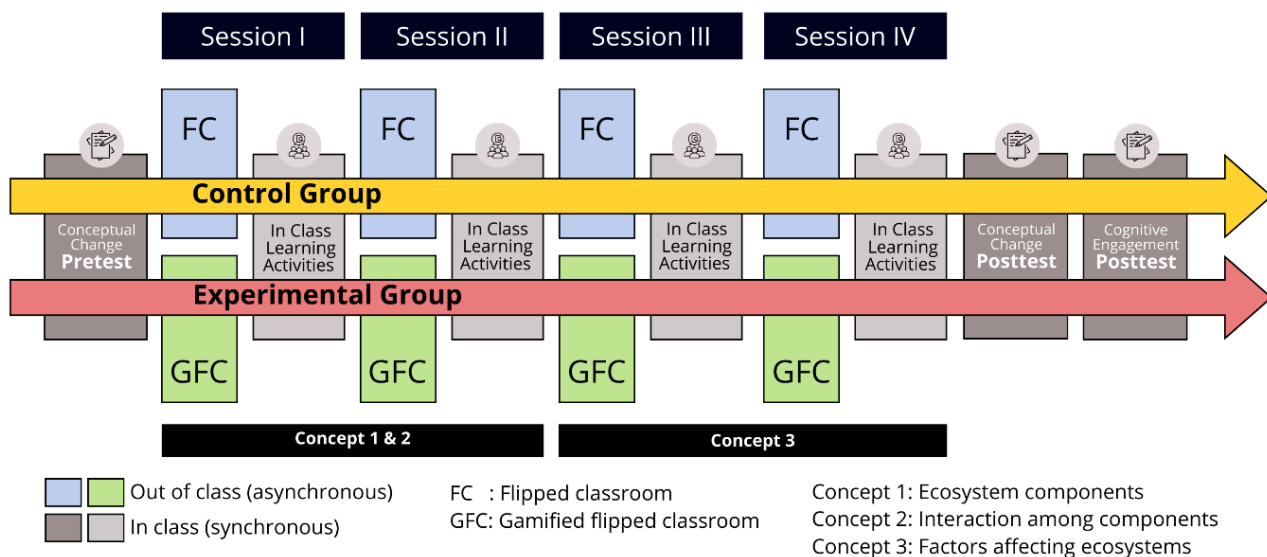 Session I
Session II
Session III
Session IV
FC
FC
FC
FC
Control Group
Conceptual
Change
Pretest
In Class
Learning
Activities
In Class
Learning
Activities
In Class
Learning
Activities
In Class
Learning
Activities
Conceptual
Change
Posttest
Cognitive
Engagement
Posttest
Experimental Group
GFC
GFC
GFC
GFC
Concept 1 & 2
Concept 3
Out of class (asynchronous)
In class (synchronous)
FC : Flipped classroom
GFC: Gamified flipped classroom
Concept 1: Ecosystem components
Concept 2: Interaction among components
Concept 3: Factors affecting ecosystems